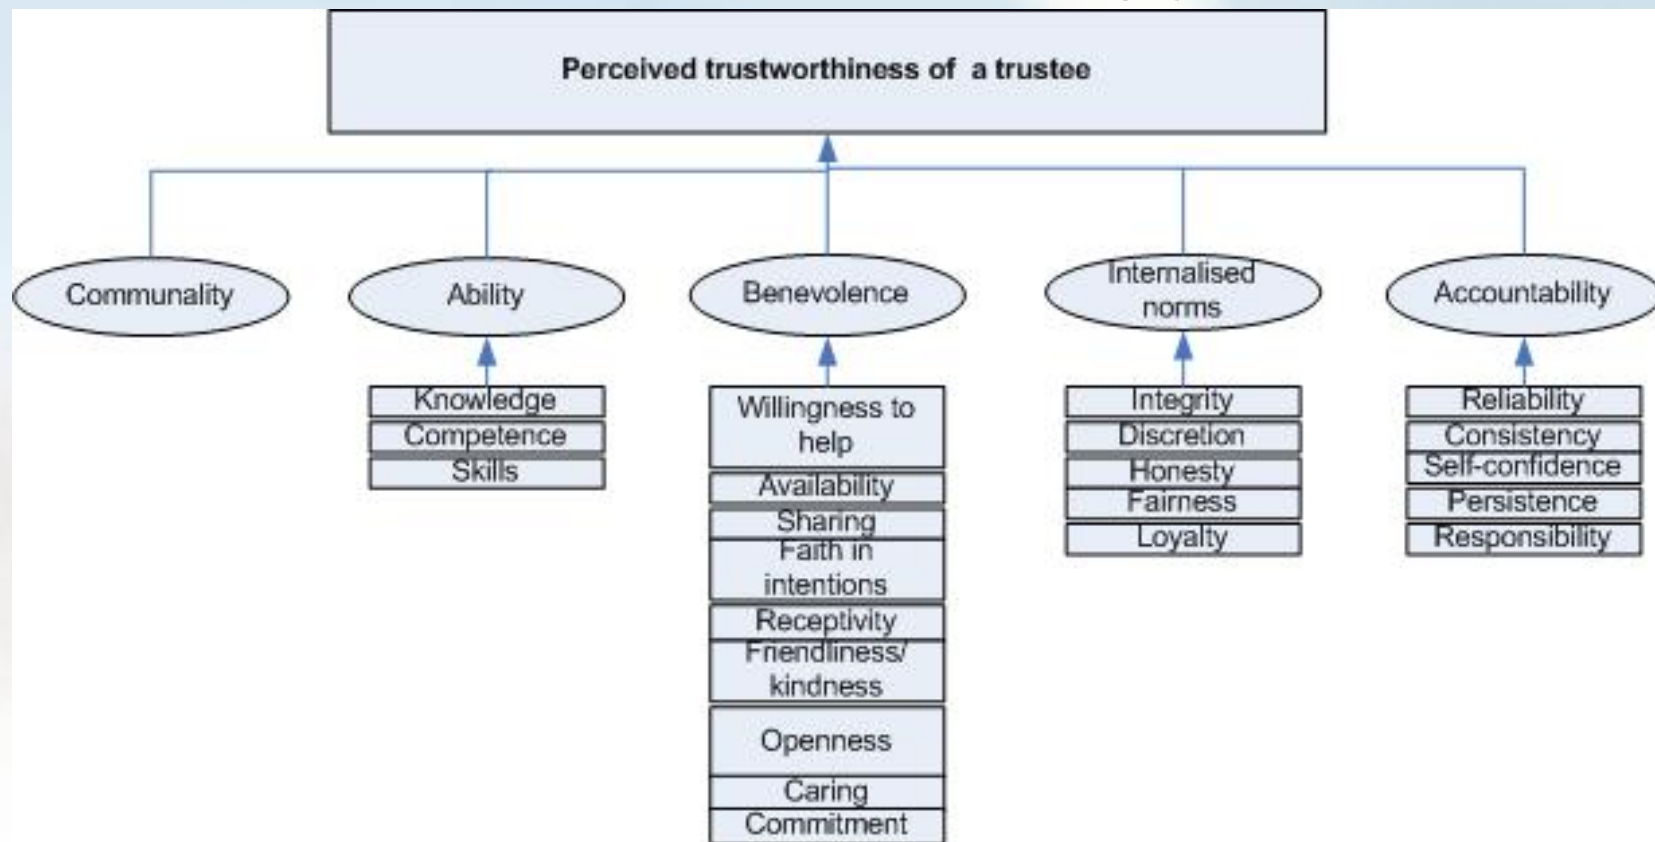 Perceived trustworthiness of a trustee
Communality
Ability
Benevolence
Internalised
norms
Accountability
Knowledge
Competence
Skills
Willingness to
help
Availability
Sharing
Faith in
intentions
Receptivity
Friendliness/
kindness
Openness
Caring
Commitment
Integrity
Discretion
Honesty
Fairness
Loyalty
Reliability
Consistency
Self-confidence
Persistence
Responsibility